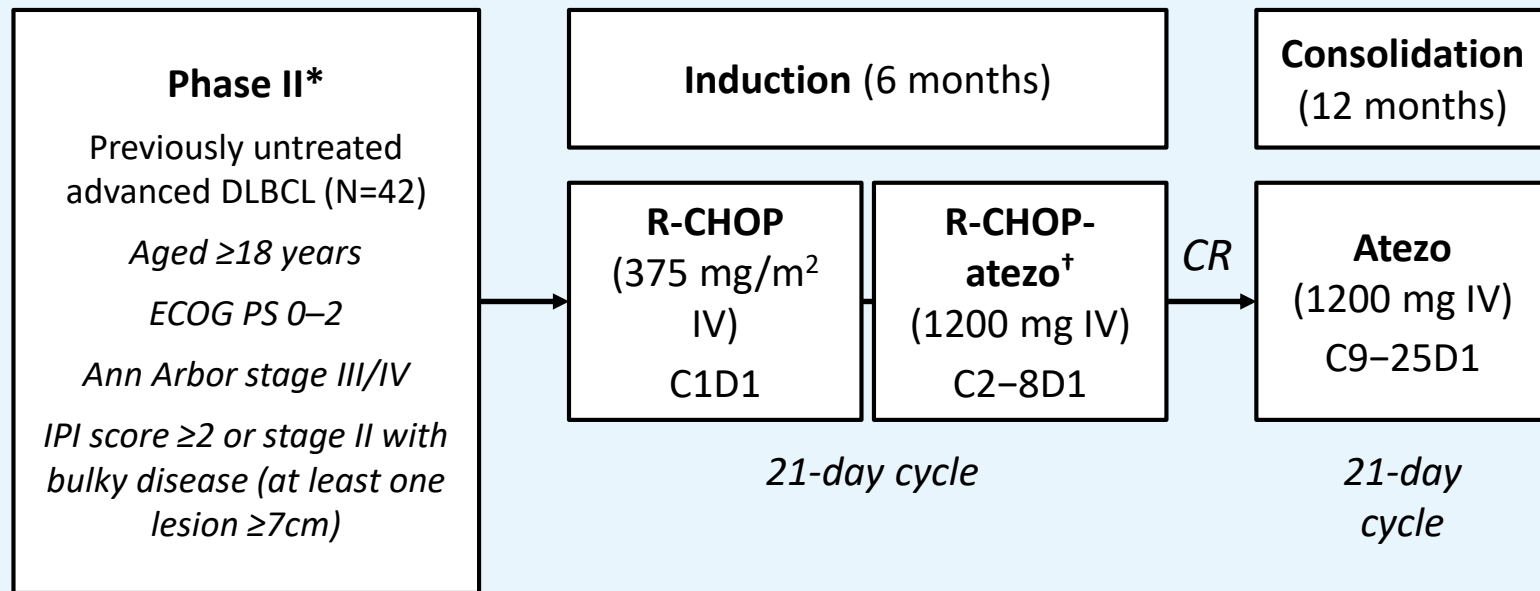 Phase II*
Previously untreated
advanced DLBCL (N=42)
Aged ≥18 years
ECOG PS 0–2
Ann Arbor stage III/IV
IPI score ≥2 or stage II with
bulky disease (at least one
lesion ≥7cm)
Induction (6 months)
R-CHOP
(375 mg/m²
IV)
C1D1
R-CHOP-
atezo†
(1200 mg IV)
C2−8D1
21-day cycle
CR
Consolidation
(12 months)
Atezo
(1200 mg IV)
C9−25D1
21-day
cycle